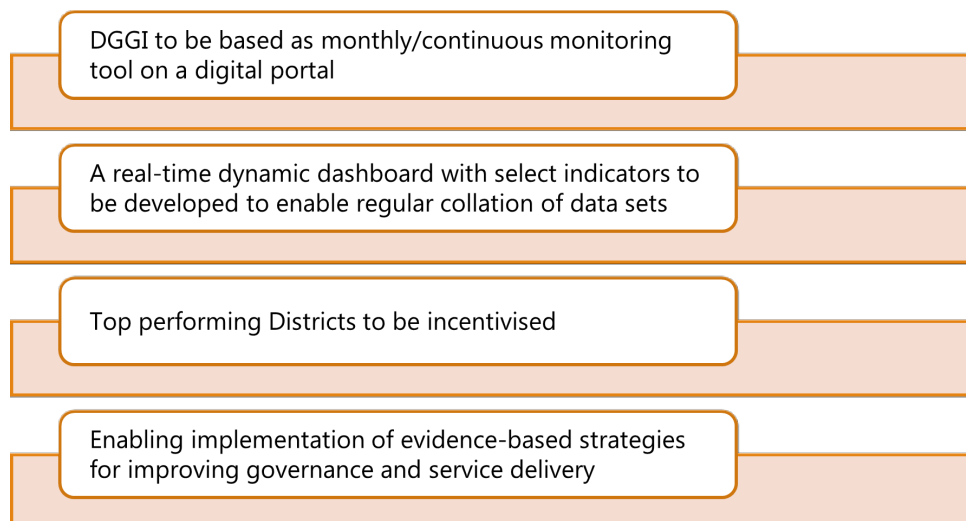 DGGI to be based as monthly/continuous monitoring
tool on a digital portal
A real-time dynamic dashboard with select indicators to
be developed to enable regular collation of data sets
Top performing Districts to be incentivised
Enabling implementation of evidence-based strategies
for improving governance and service delivery